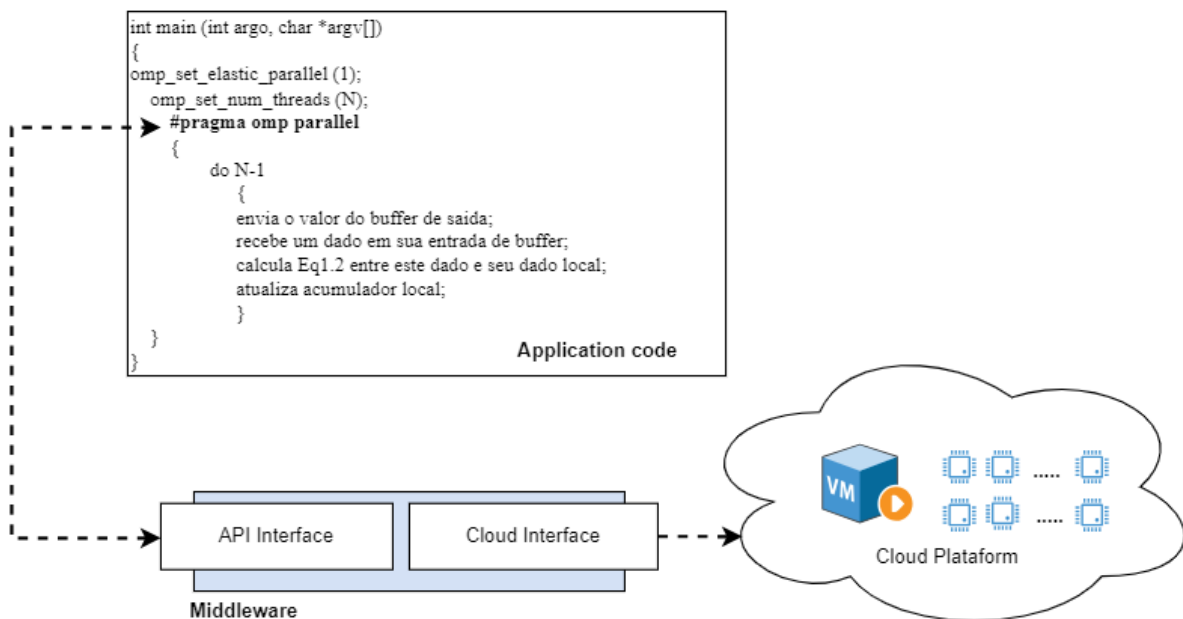 int main (int argo, char *argv[])
{
omp_set_elastic_parallel (1);
omp_set_num_threads (N);
#pragma omp parallel
{
do N-1
{
envia o valor do buffer de saida;
recebe um dado em sua entrada de buffer;
calcula Eq1.2 entre este dado e seu dado local;
atualiza acumulador local;
}
}
}
Application code
VM
.....
.....
API Interface
Cloud Interface
Cloud Plataform
Middleware